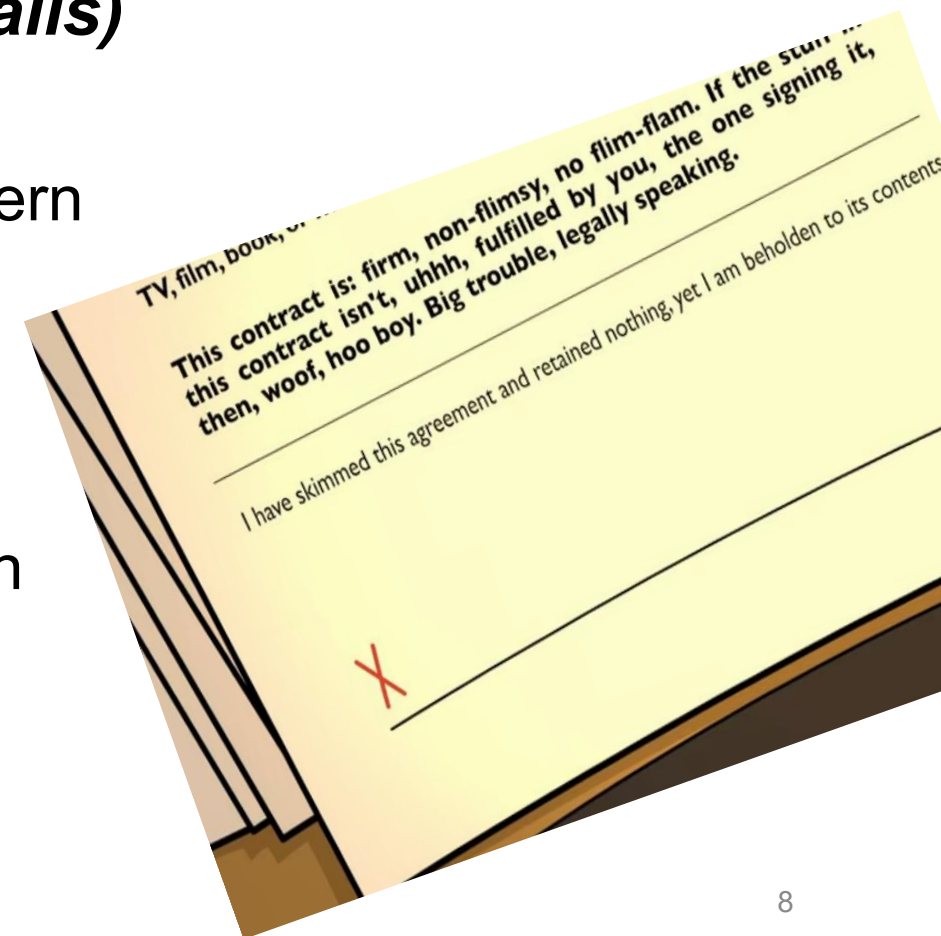 ails)
ern
n
TV, film, book, or
This contract is: firm, non-flimsy, no flim-flam. If the stuff in
this contract isn't, uhhh, fulfilled by you, the one signing it,
then, woof, hoo boy. Big trouble, legally speaking.
I have skimmed this agreement and retained nothing, yet I am beholden to its contents
X
8